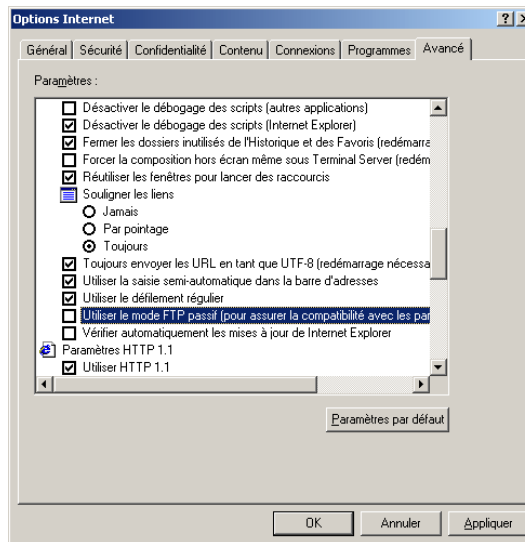 Options Internet
Général Sécurité Confidentialité Contenu Connexions Programmes Avancé
Paramètres :
Désactiver le débogage des scripts (autres applications)
Désactiver le débogage des scripts (Internet Explorer)
Fermer les dossiers inutilisés de l'Historique et des Favoris (redémarra
Forcer la composition hors écran même sous Terminal Server (redém
Réutiliser les fenêtres pour lancer des raccourcis
Souligner les liens
Jamais
Par pointage
Toujours
Toujours envoyer les URL en tant que UTF-8 (redémarrage nécessa
Utiliser la saisie semi-automatique dans la barre d'adresses
Utiliser le défilement régulier
Utiliser le mode FTP passif (pour assurer la compatibilité avec les par
Vérifier automatiquement les mises à jour de Internet Explorer
Paramètres HTTP 1.1
Utiliser HTTP 1.1
Paramètres par défaut
OK Annuler Appliquer